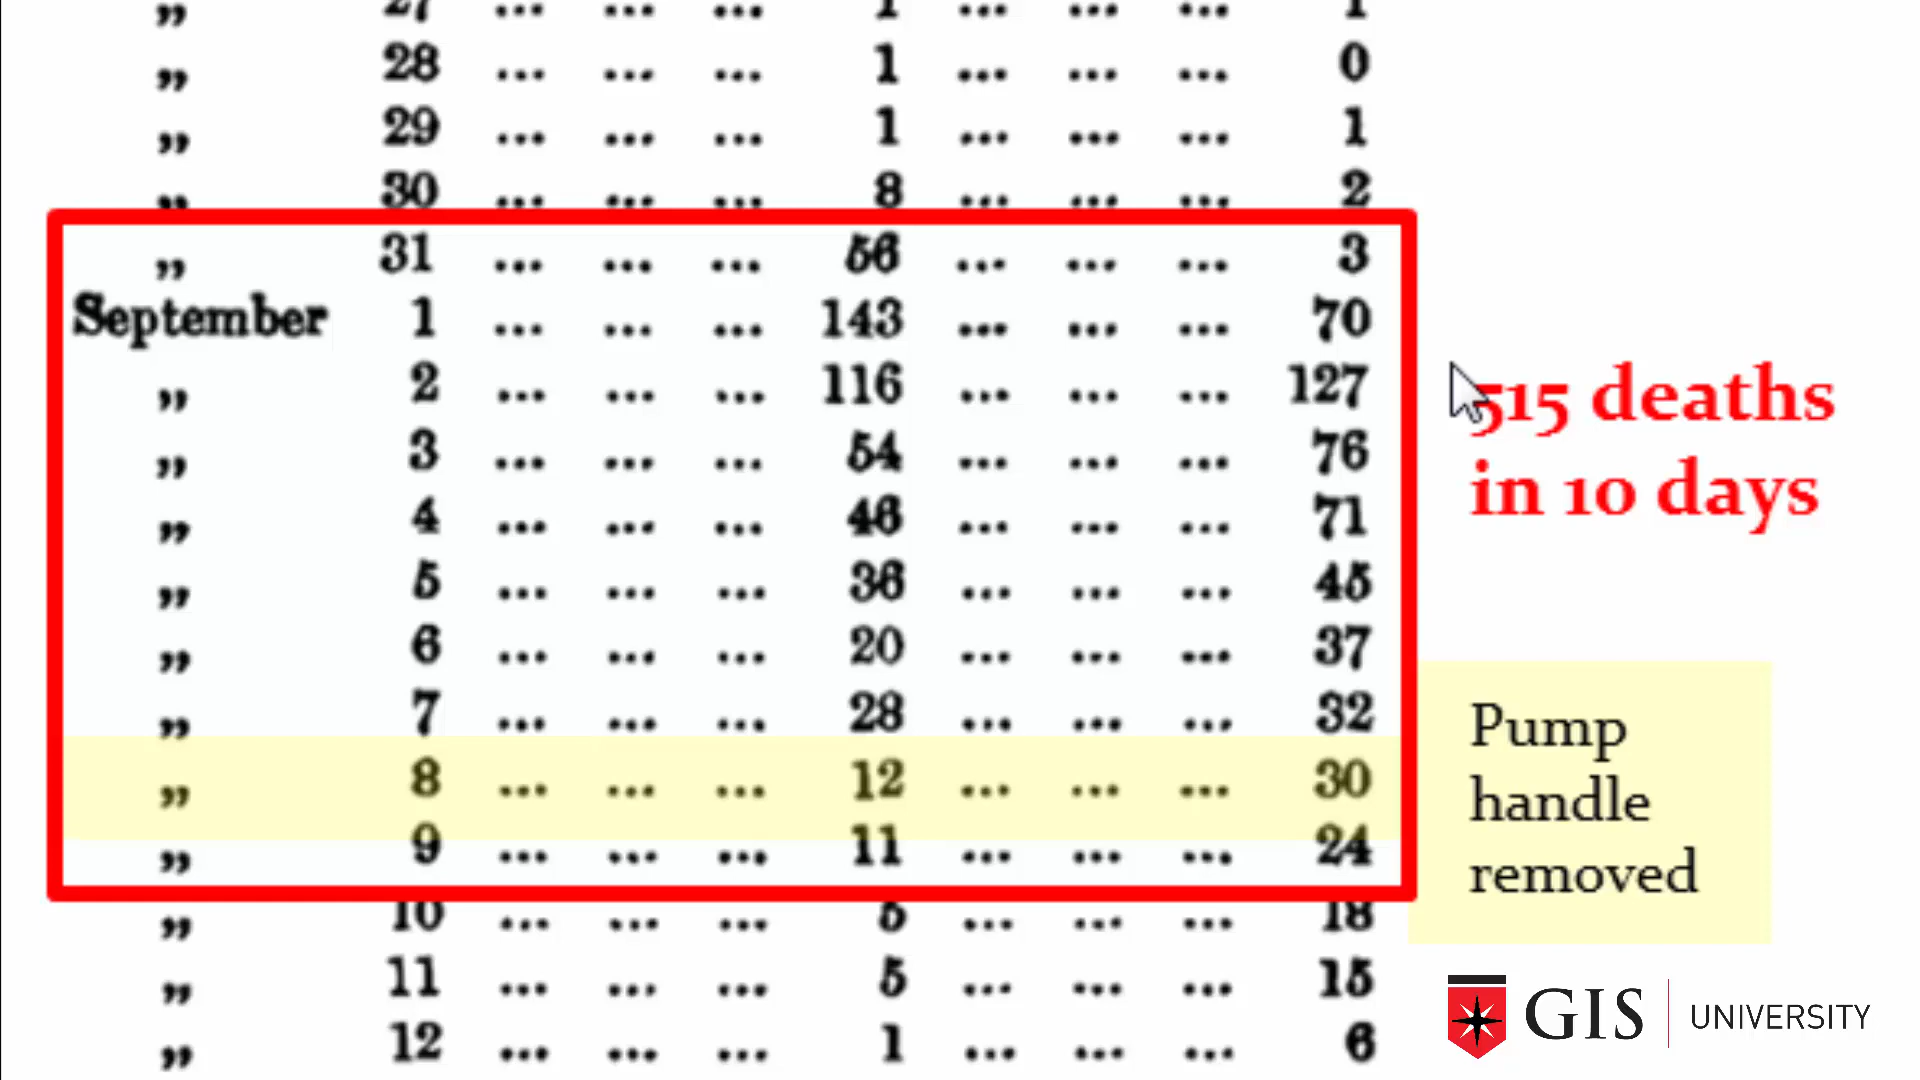 „ 27 ... ... ... 1 ... ... ... 1
„ 28 ... ... ... 1 ... ... ... 0
„ 29 ... ... ... 1 ... ... ... 1
„ 30 ... ... ... 8 ... ... ... 2
„ 31 ... ... ... 56 ... ... ... 3
September 1 ... ... ... 143 ... ... ... 70
„ 2 ... ... ... 116 ... ... ... 127
„ 3 ... ... ... 54 ... ... ... 76
„ 4 ... ... ... 46 ... ... ... 71
„ 5 ... ... ... 36 ... ... ... 45
„ 6 ... ... ... 20 ... ... ... 37
„ 7 ... ... ... 28 ... ... ... 32
„ 8 ... ... ... 12 ... ... ... 30
„ 9 ... ... ... 11 ... ... ... 24
„ 10 ... ... ... 5 ... ... ... 18
„ 11 ... ... ... 5 ... ... ... 15
„ 12 ... ... ... 1 ... ... ... 6
515 deaths
in 10 days
Pump
handle
removed
GIS UNIVERSITY